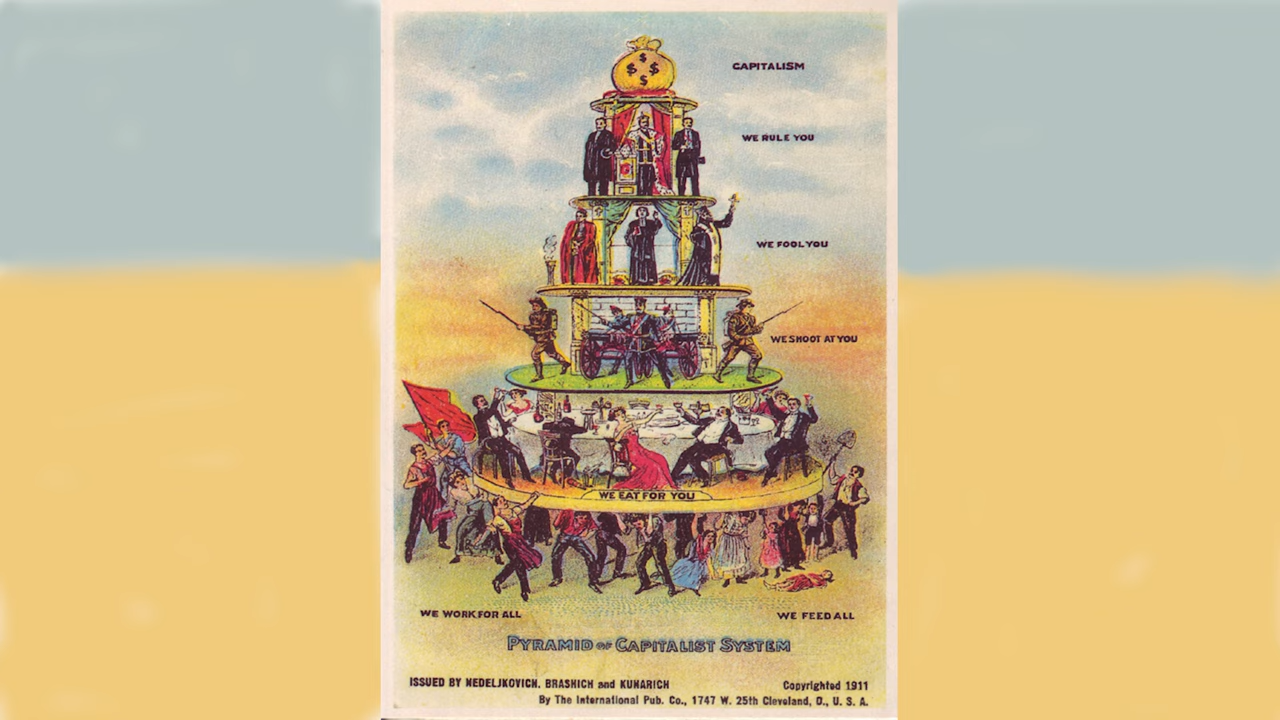 $ $ $ $
CAPITALISM
WE RULE YOU
WE FOOL YOU
WE SHOOT AT YOU
WE EAT FOR YOU
WE WORK FOR ALL
WE FEED ALL
PYRAMID OF CAPITALIST SYSTEM
ISSUED BY NEDELJKOVICH, BRASHICH and KUHARICH
Copyrighted 1911
By The International Pub. Co., 1747 W. 25th Cleveland, O., U. S. A.